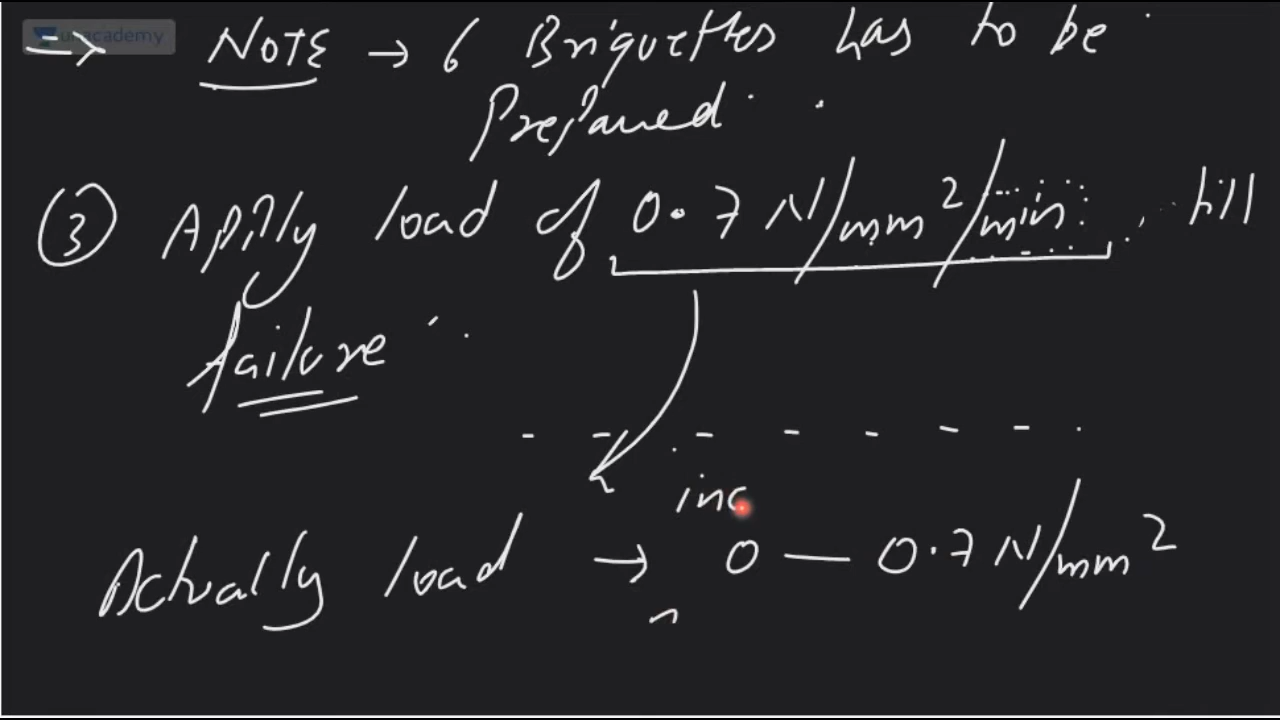 unacademy
=> NOTE → 6 Briquettes has to be
Prepared
③ Apply load of 0.7 N/mm²/min till
failure
inc
Actually load → 0 — 0.7 N/mm²